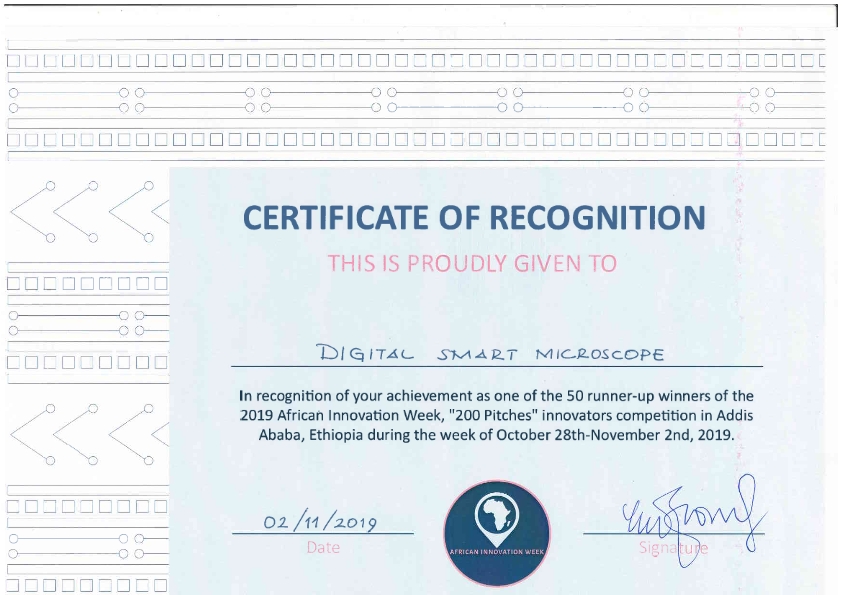 CERTIFICATE OF RECOGNITION
THIS IS PROUDLY GIVEN TO
DIGITAL SMART MICROSCOPE
In recognition of your achievement as one of the 50 runner-up winners of the
2019 African Innovation Week, "200 Pitches" innovators competition in Addis
Ababa, Ethiopia during the week of October 28th-November 2nd, 2019.
02/11/2019
Date
AFRICAN INNOVATION WEEK
Signature